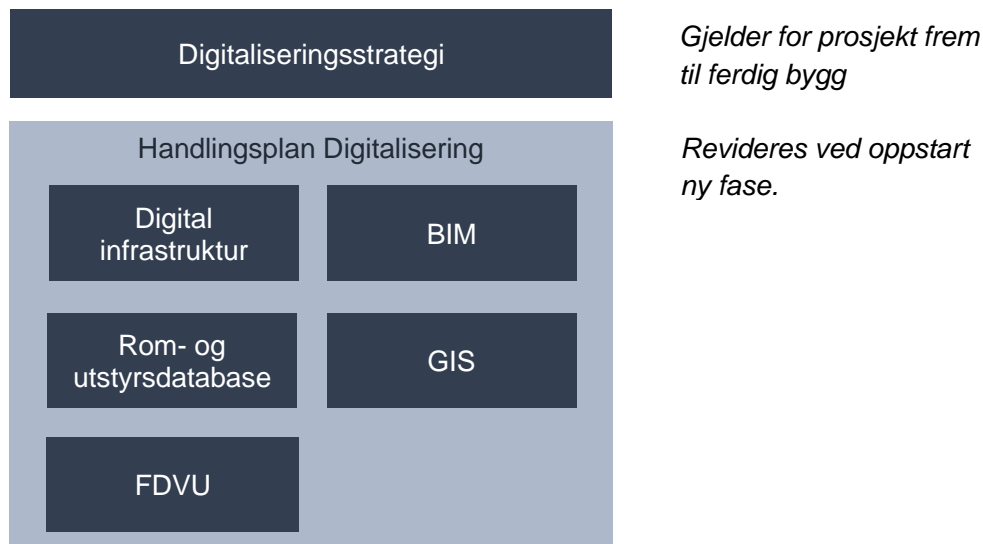 Digitaliseringsstrategi
Gjelder for prosjekt frem
til ferdig bygg
Handlingsplan Digitalisering
Revideres ved oppstart
ny fase.
Digital
infrastruktur
BIM
Rom- og
utstyrsdatabase
GIS
FDVU